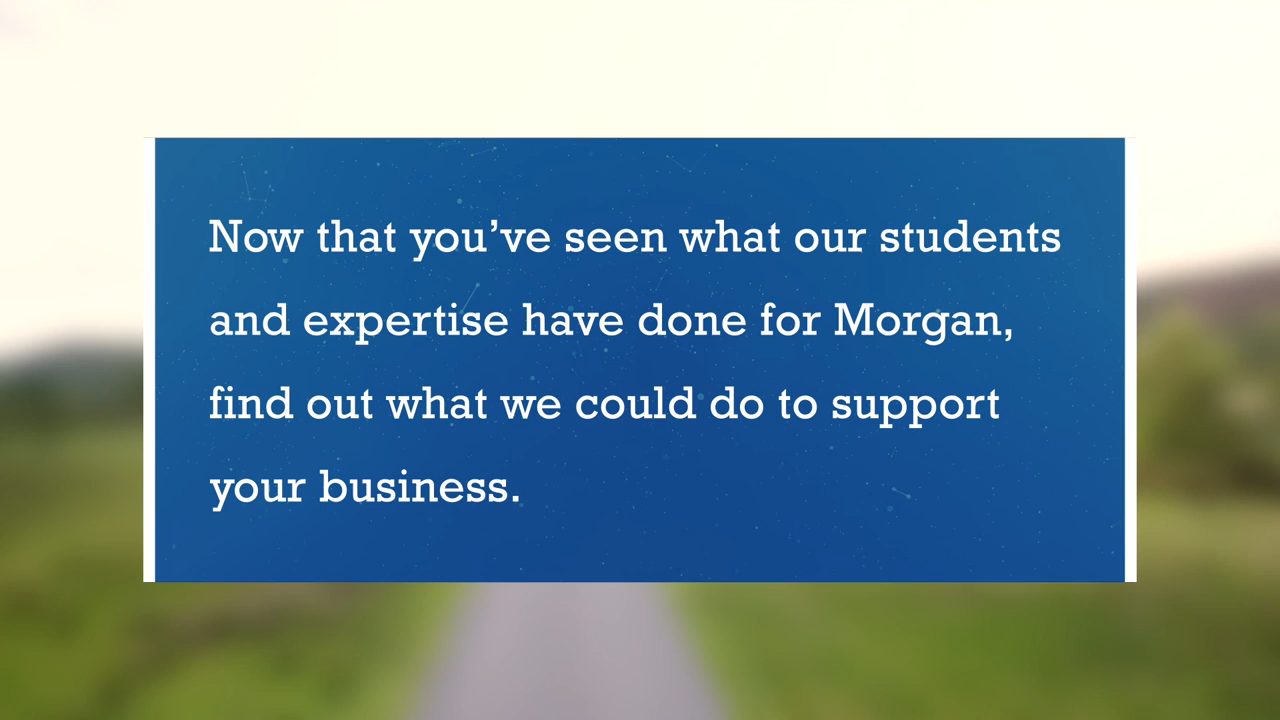 Now that you’ve seen what our students
and expertise have done for Morgan,
find out what we could do to support
your business.